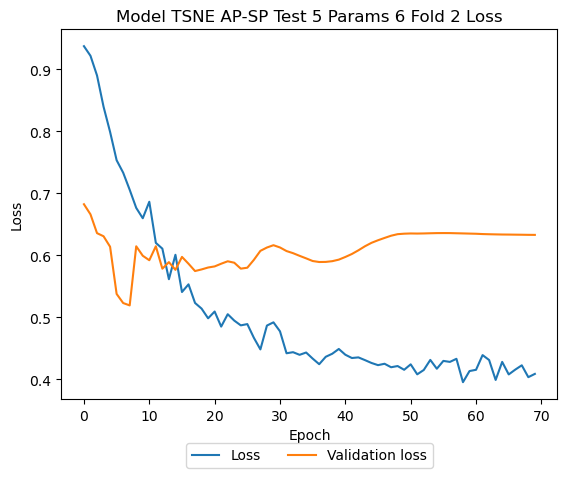 Model TSNE AP-SP Test 5 Params 6 Fold 2 Loss
0.9
0.8
0.7
0.6
0.5
0.4
Loss
0 10 20 30 40 50 60 70
Epoch
Loss Validation loss